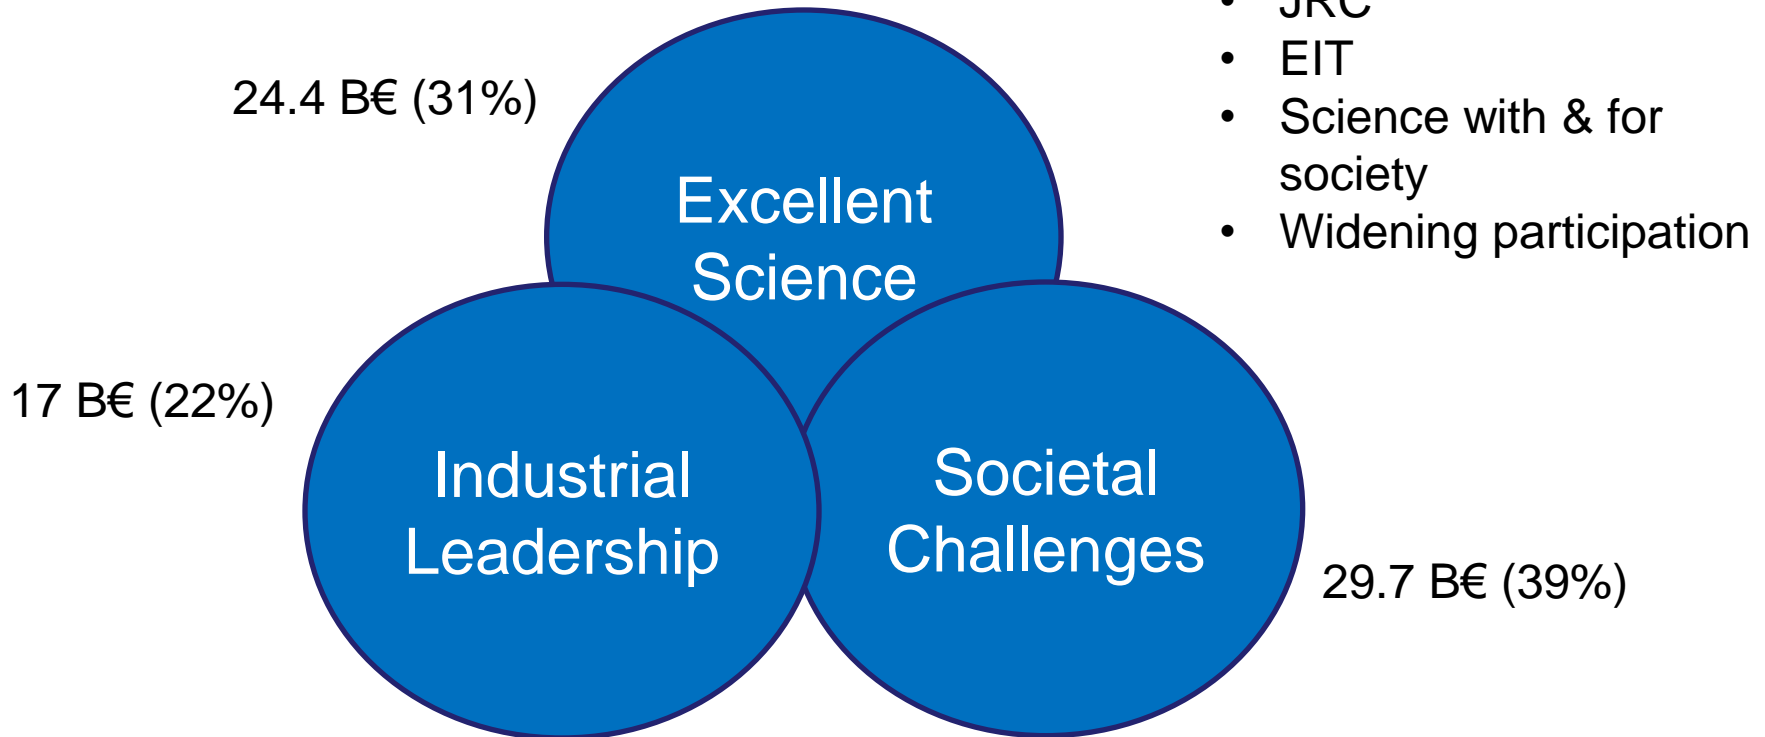 • JRC
• EIT
• Science with & for
society
• Widening participation
24.4 B€ (31%)
Excellent
Science
17 B€ (22%)
Industrial
Leadership
Societal
Challenges
29.7 B€ (39%)